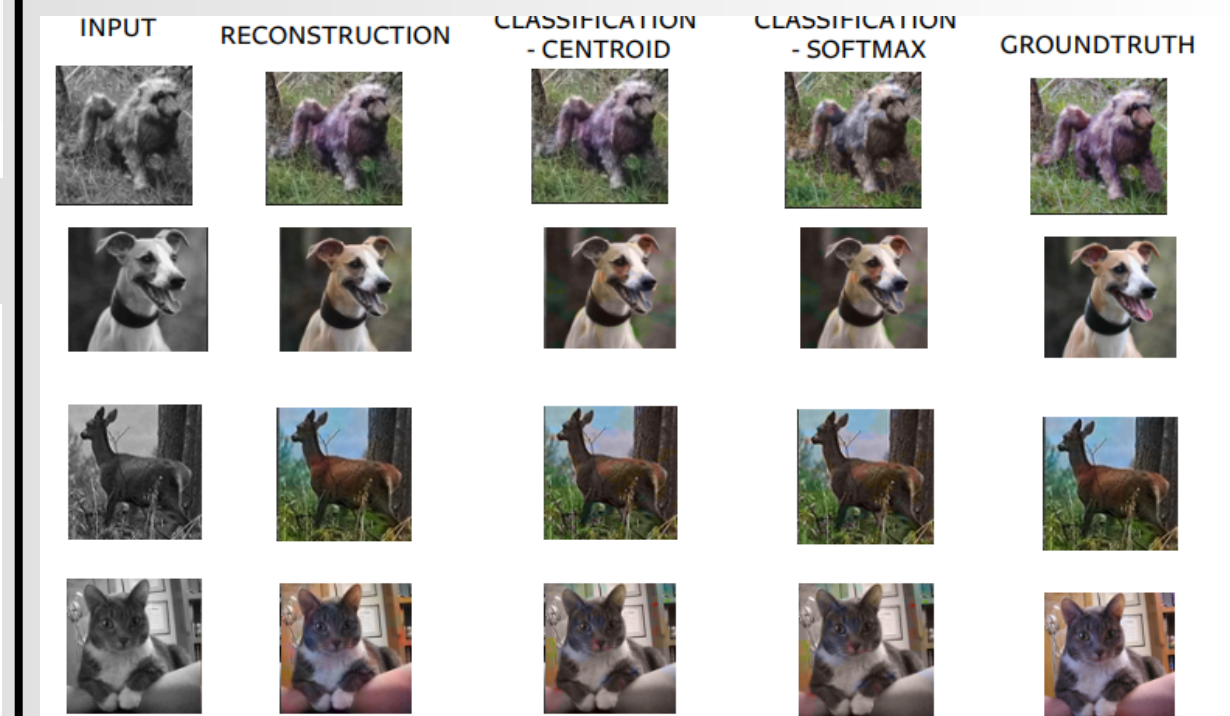 INPUT
RECONSTRUCTION
CLASSIFICATION
- CENTROID
CLASSIFICATION
- SOFTMAX
GROUNDTRUTH